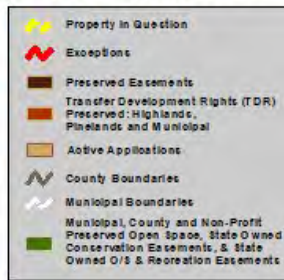 Property In Question
Exceptions
Preserved Easements
Transfer Development Rights (TDR)
Preserved: Highlands,
Pinelands and Municipal
Active Applications
County Boundaries
Municipal Boundaries
Municipal, County and Non-Profit
Preserved Open Space, State Owned
Conservation Easements, & State
Owned O/S & Recreation Easements